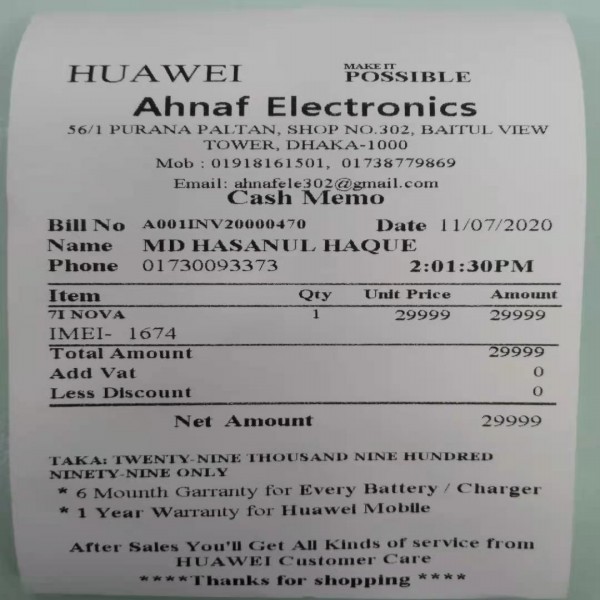 HUAWEI MAKE IT POSSIBLE
Ahnaf Electronics
56/1 PURANA PALTAN, SHOP NO.302, BAITUL VIEW
TOWER, DHAKA-1000
Mob : 01918161501, 01738779869
Email: ahnafele302@gmail.com
Cash Memo
Bill No A001INV20000470 Date 11/07/2020
Name MD HASANUL HAQUE
Phone 01730093373 2:01:30PM
Item Qty Unit Price Amount
7I NOVA 1 29999 29999
IMEI- 1674
Total Amount 29999
Add Vat 0
Less Discount 0
Net Amount 29999
TAKA: TWENTY-NINE THOUSAND NINE HUNDRED
NINETY-NINE ONLY
* 6 Mounth Garranty for Every Battery / Charger
* 1 Year Warranty for Huawei Mobile
After Sales You'll Get All Kinds of service from
HUAWEI Customer Care
****Thanks for shopping ****